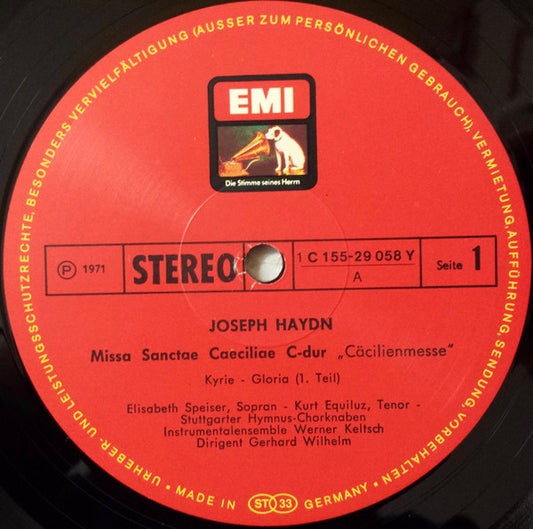 URHEBER- UND LEISTUNGSSCHUTZRECHTE, BESONDERS VERVIELFÄLTIGUNG (AUSSER ZUM PERSÖNLICHEN GEBRAUCH), VERMIETUNG, AUFFÜHRUNG, SENDUNG, VORBEHALTEN •
EMI
Die Stimme seines Herrn
Ⓟ 1971
STEREO
1 C 155-29 058 Y
A
Seite 1
JOSEPH HAYDN
Missa Sanctae Caeciliae C-dur „Cäcilienmesse"
Kyrie - Gloria (1. Teil)
Elisabeth Speiser, Sopran - Kurt Equiluz, Tenor -
Stuttgarter Hymnus-Chorknaben
Instrumentalensemble Werner Keltsch
Dirigent Gerhard Wilhelm
• MADE IN ST 33 GERMANY •